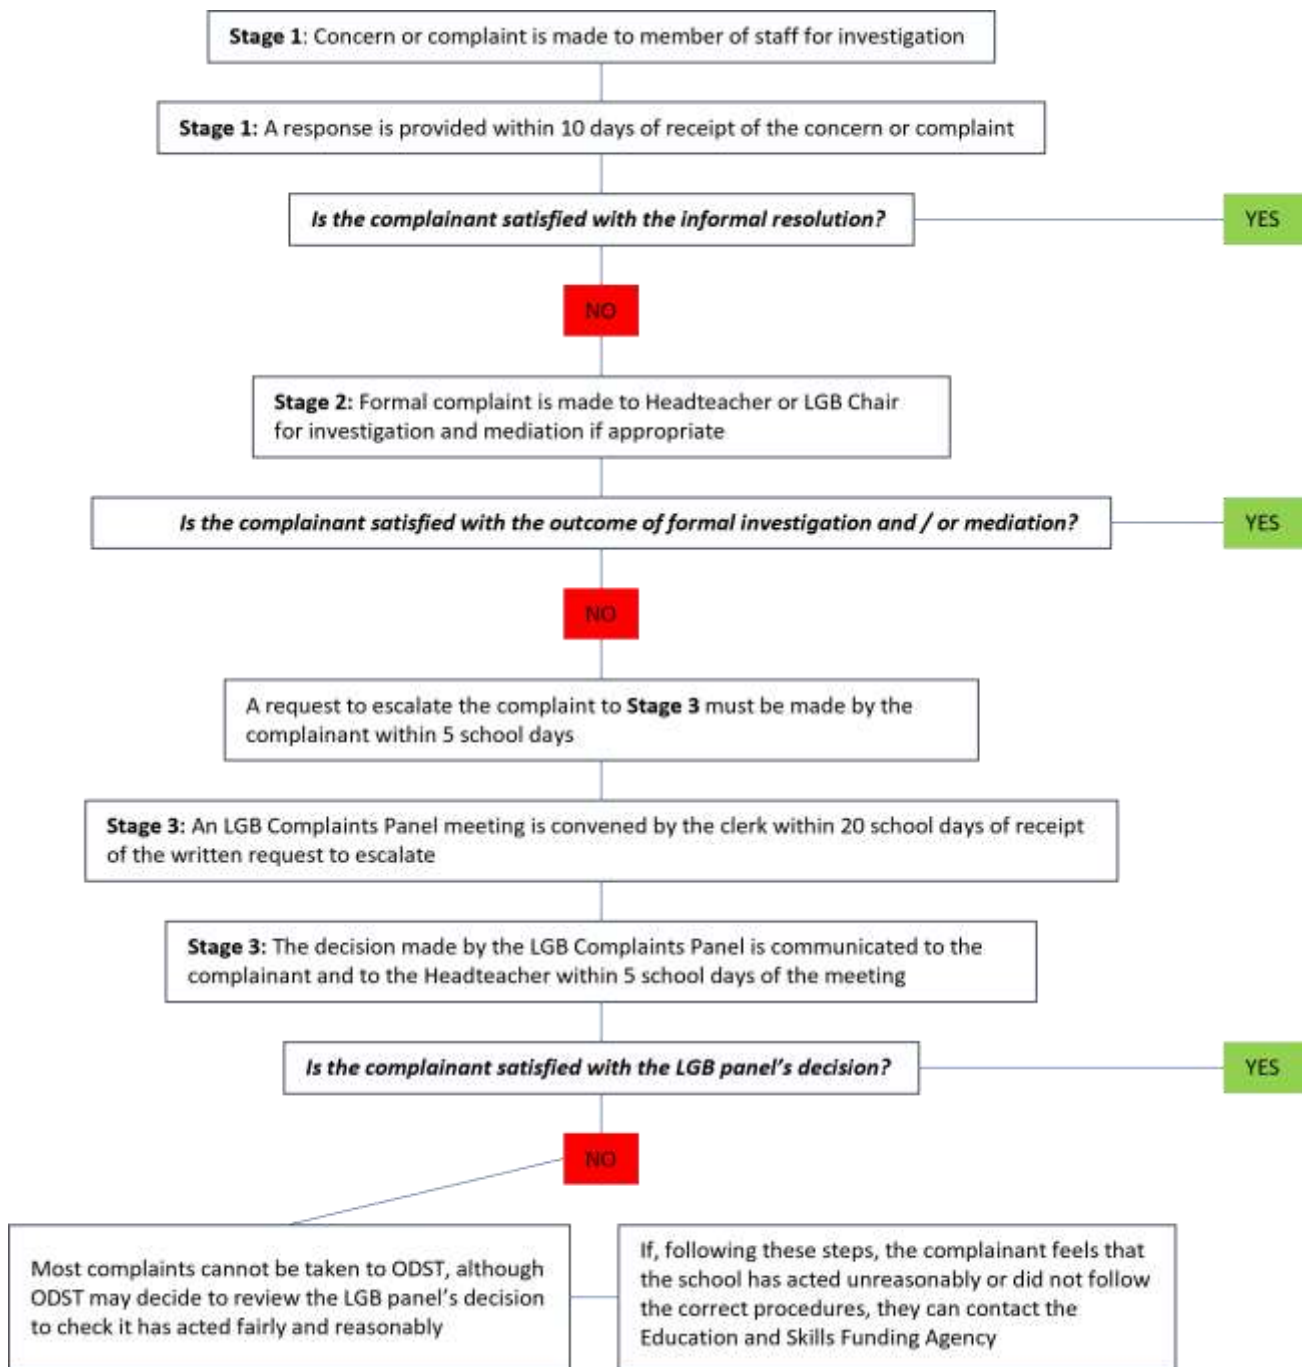 Stage 1: Concern or complaint is made to member of staff for investigation
Stage 1: A response is provided within 10 days of receipt of the concern or complaint
Is the complainant satisfied with the informal resolution?
YES
NO
Stage 2: Formal complaint is made to Headteacher or LGB Chair
for investigation and mediation if appropriate
Is the complainant satisfied with the outcome of formal investigation and / or mediation?
YES
NO
A request to escalate the complaint to Stage 3 must be made by the
complainant within 5 school days
Stage 3: An LGB Complaints Panel meeting is convened by the clerk within 20 school days of receipt
of the written request to escalate
Stage 3: The decision made by the LGB Complaints Panel is communicated to the
complainant and to the Headteacher within 5 school days of the meeting
Is the complainant satisfied with the LGB panel's decision?
YES
NO
Most complaints cannot be taken to ODST, although
ODST may decide to review the LGB panel's decision
to check it has acted fairly and reasonably
If, following these steps, the complainant feels that
the school has acted unreasonably or did not follow
the correct procedures, they can contact the
Education and Skills Funding Agency